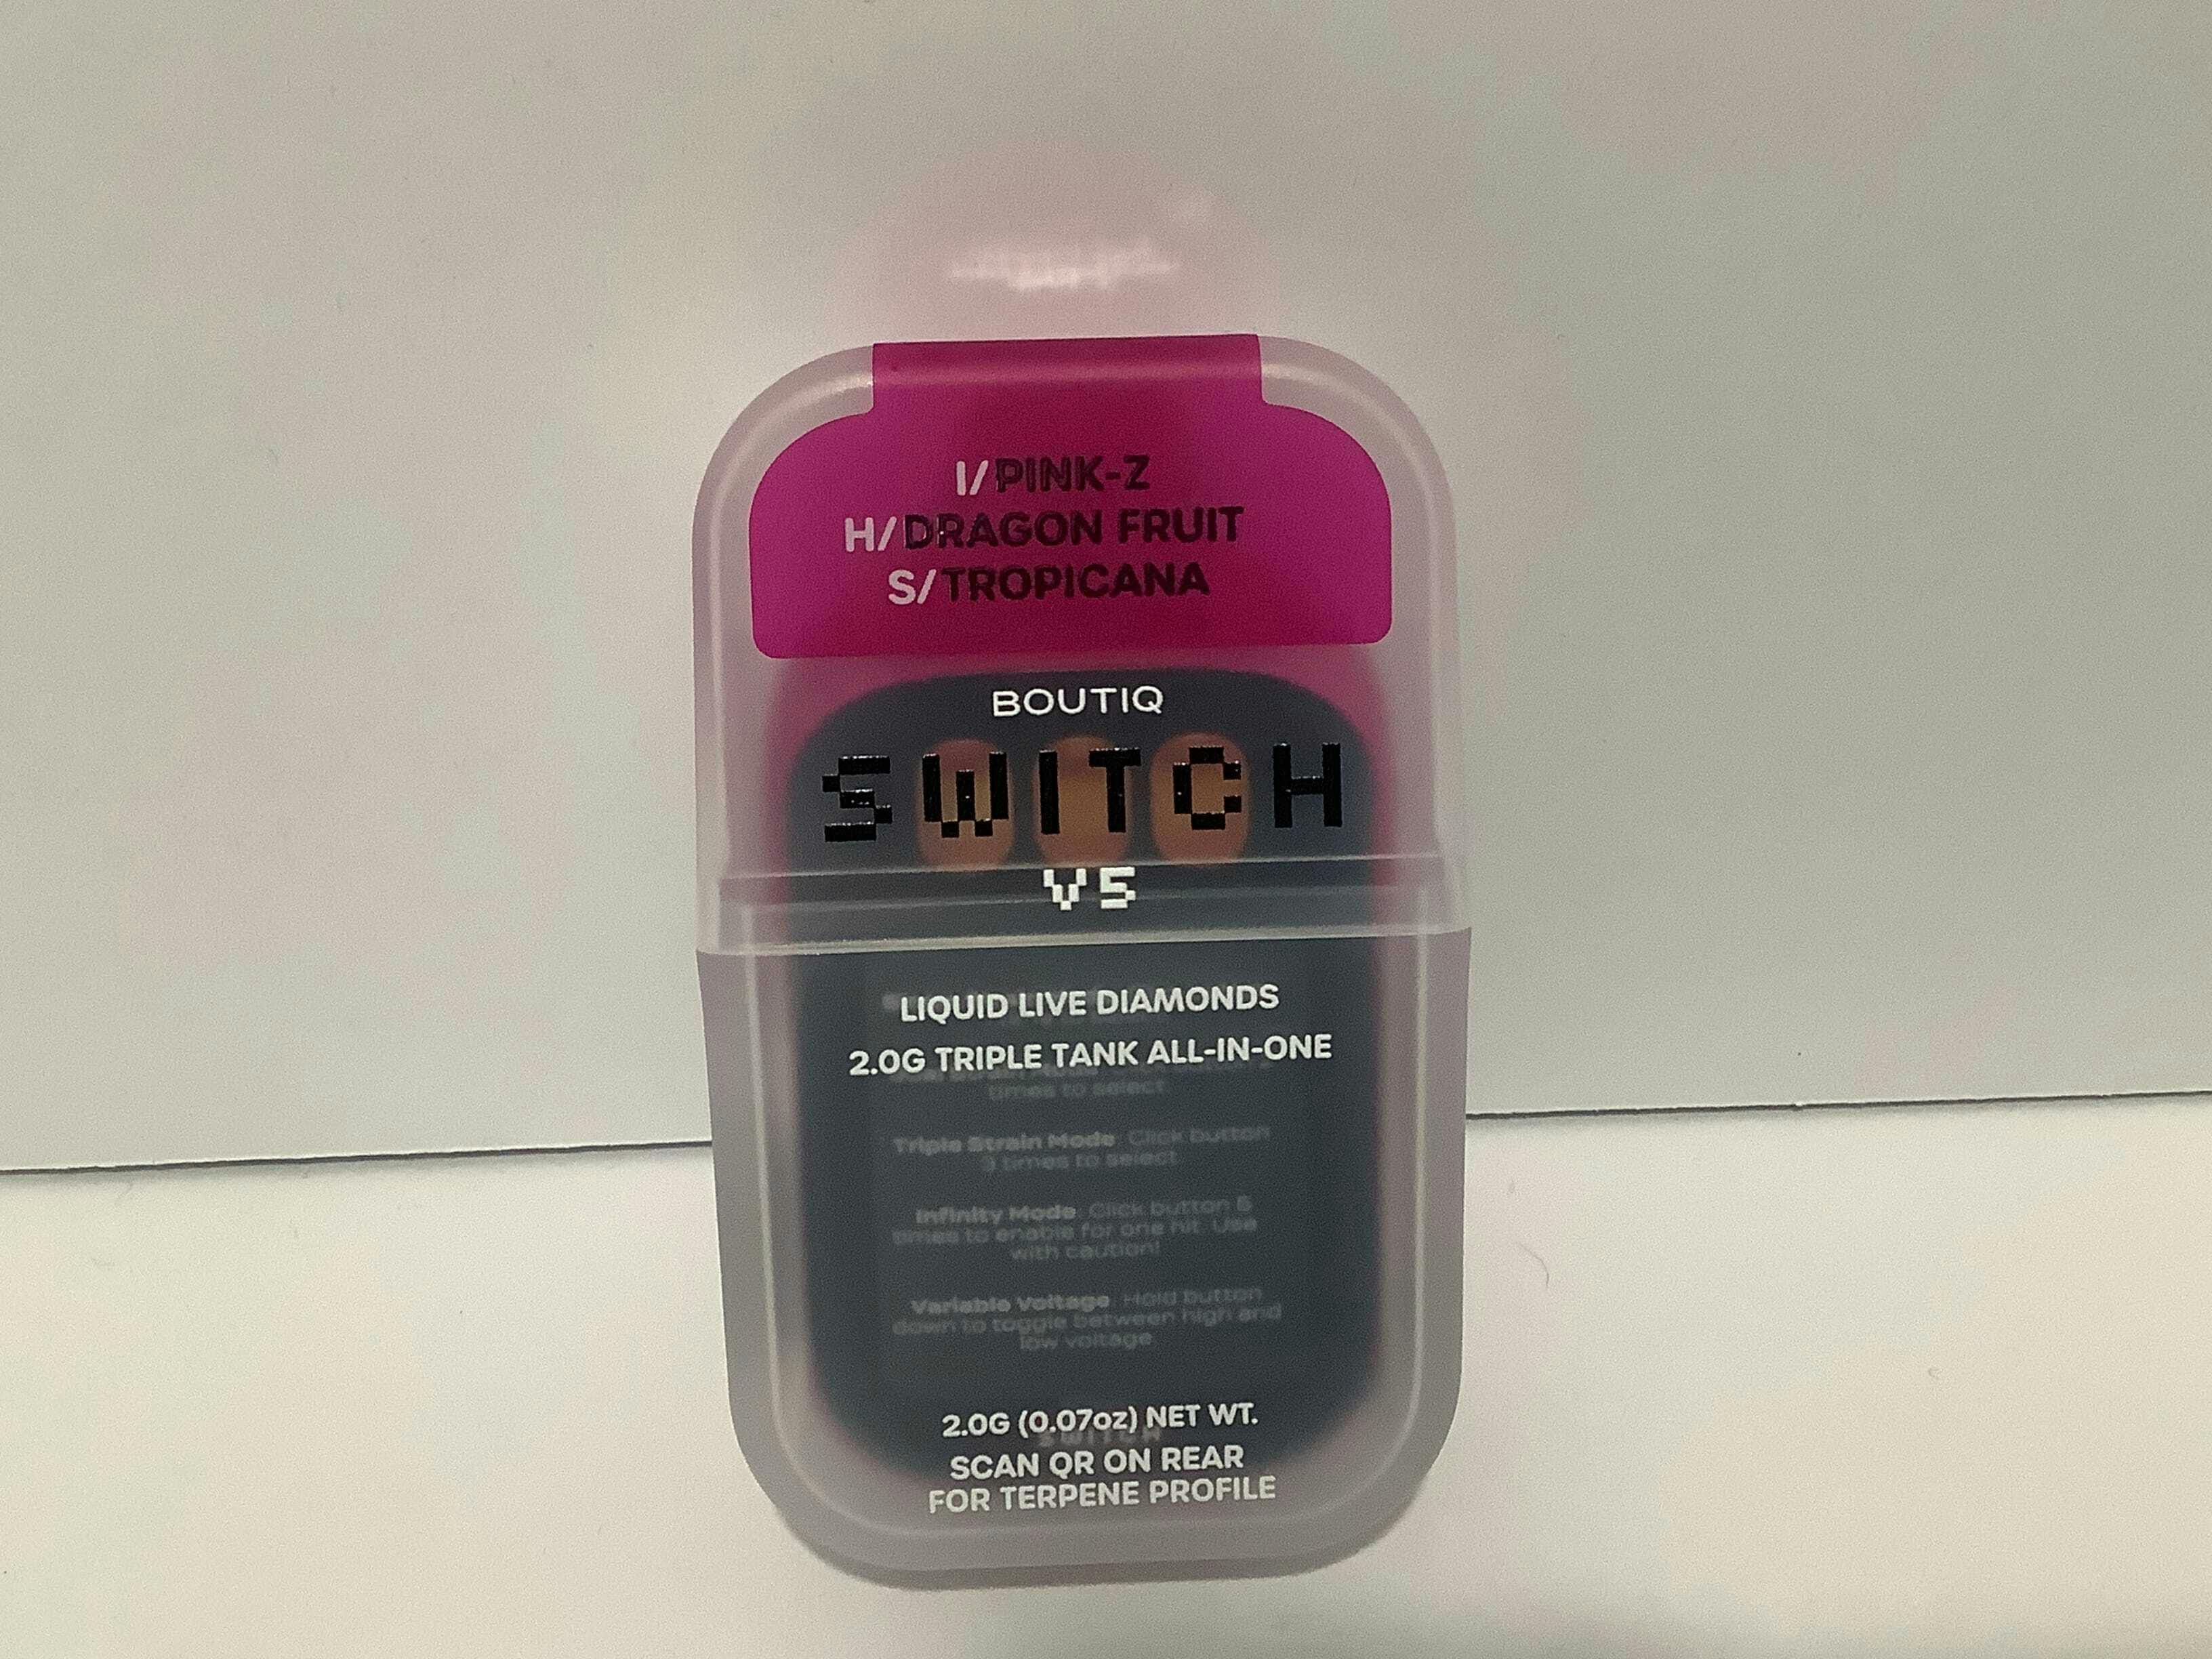 I/PINK-Z
H/DRAGON FRUIT
S/TROPICANA
BOUTIQ
SWITCH
V5
LIQUID LIVE DIAMONDS
2.0G TRIPLE TANK ALL-IN-ONE
times to select
Triple Strain Mode: Click button
3 times to select
Infinity Mode: Click button 5
times to enable for one hit. Use
with caution!
Variable Voltage: Hold button
down to toggle between high and
low voltage.
2.0G (0.07oz) NET WT.
SWITCH
SCAN QR ON REAR
FOR TERPENE PROFILE